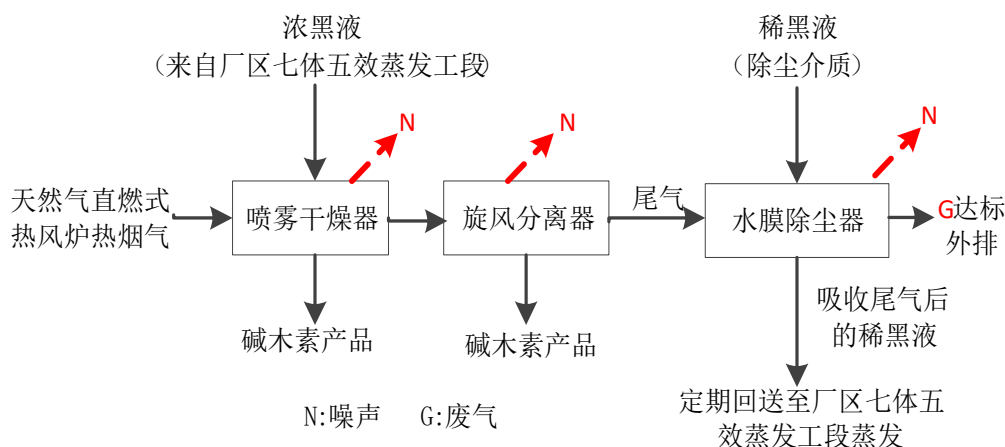 浓黑液
（来自厂区七体五效蒸发工段）
稀黑液
（除尘介质）
N
N
N
天然气直燃式
热风炉热烟气
喷雾干燥器
旋风分离器
尾气
水膜除尘器
G达标
外排
碱木素产品
碱木素产品
吸收尾气后
的稀黑液
N:噪声 G:废气
定期回送至厂区七体五
效蒸发工段蒸发